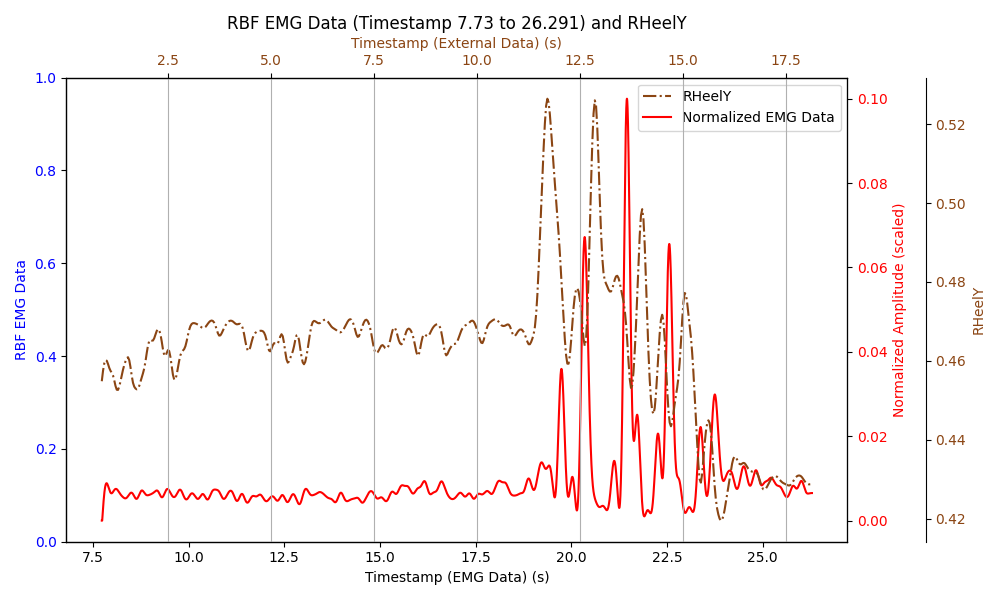 RBF EMG Data (Timestamp 7.73 to 26.291) and RHeelY
Timestamp (External Data) (s)
2.5 5.0 7.5 10.0 12.5 15.0 17.5
RHeelY
Normalized EMG Data
RBF EMG Data
1.0
0.8
0.6
0.4
0.2
0.0
0.10
0.08
0.06
0.04
0.02
0.00
Normalized Amplitude (scaled)
0.52
0.50
0.48
0.46
0.44
0.42
RHeelY
7.5 10.0 12.5 15.0 17.5 20.0 22.5 25.0
Timestamp (EMG Data) (s)